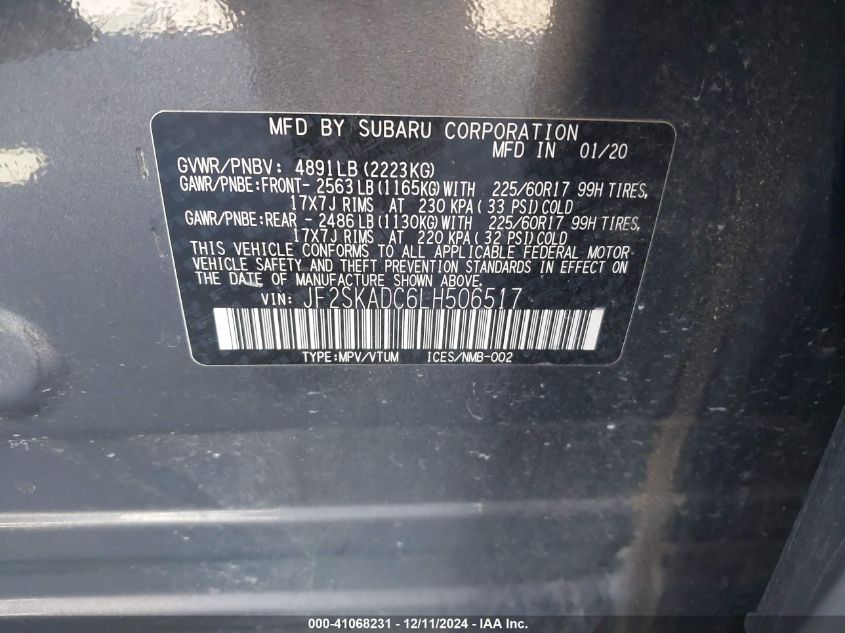 MFD BY SUBARU CORPORATION
MFD IN 01/20
GVWR/PNBV: 4891LB(2223KG)
GAWR/PNBE:FRONT- 2563LB(1165KG)WITH 225/60R17 99H TIRES,
17X7J RIMS AT 230 KPA(33 PSI)COLD
GAWR/PNBE:REAR - 2486LB(1130KG)WITH 225/60R17 99H TIRES,
17X7J RIMS AT 220 KPA(32 PSI)COLD
THIS VEHICLE CONFORMS TO ALL APPLICABLE FEDERAL MOTOR
VEHICLE SAFETY AND THEFT PREVENTION STANDARDS IN EFFECT ON
THE DATE OF MANUFACTURE SHOWN ABOVE.
VIN: JF2SKADC6LH506517
TYPE:MPV/VTUM ICES/NMB-002
000-41068231 - 12/11/2024 - IAA Inc.